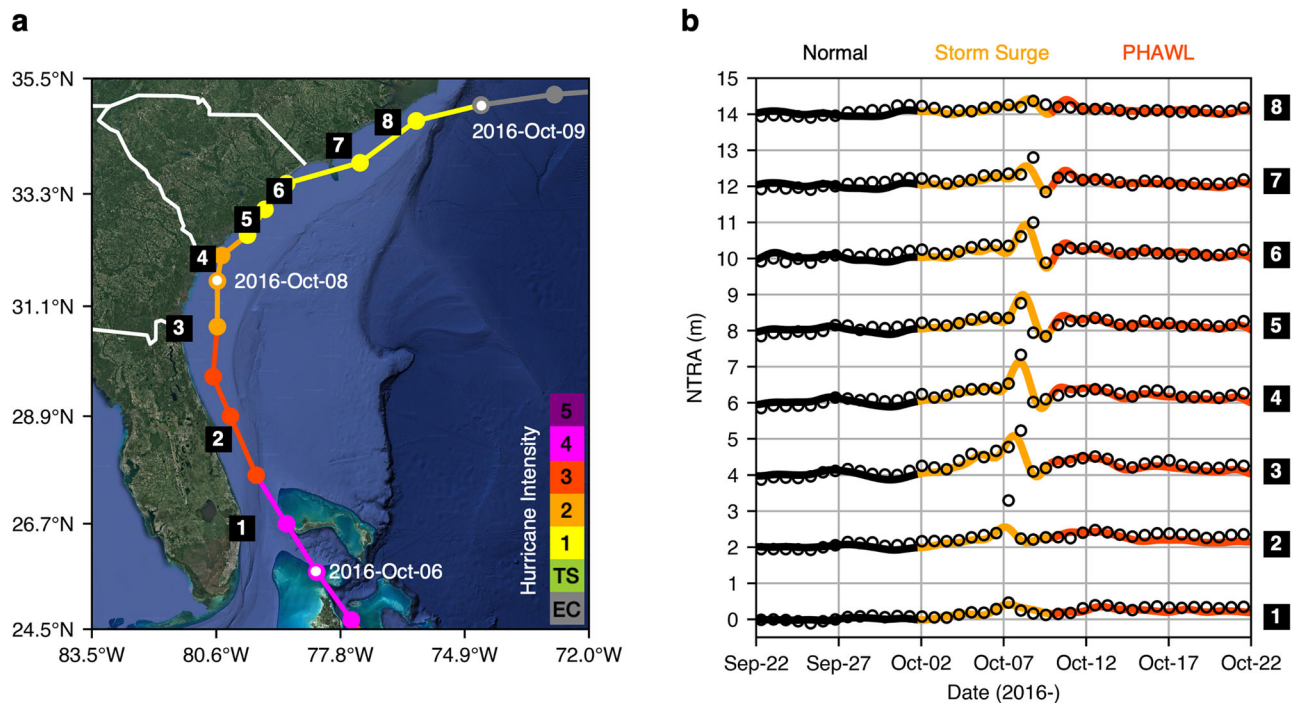 a
35.5°N
33.3°N
31.1°N
28.9°N
26.7°N
24.5°N
83.5°W
80.6°W
77.8°W
74.9°W
72.0°W
8
7
6
5
4
3
2
1
2016-Oct-09
2016-Oct-08
2016-Oct-06
Hurricane Intensity
5
4
3
2
1
TS
EC
b
Normal Storm Surge PHAWL
NTRA (m)
15
14
13
12
11
10
9
8
7
6
5
4
3
2
1
0
8
7
6
5
4
3
2
1
Sep-22 Sep-27 Oct-02 Oct-07 Oct-12 Oct-17 Oct-22
Date (2016-)